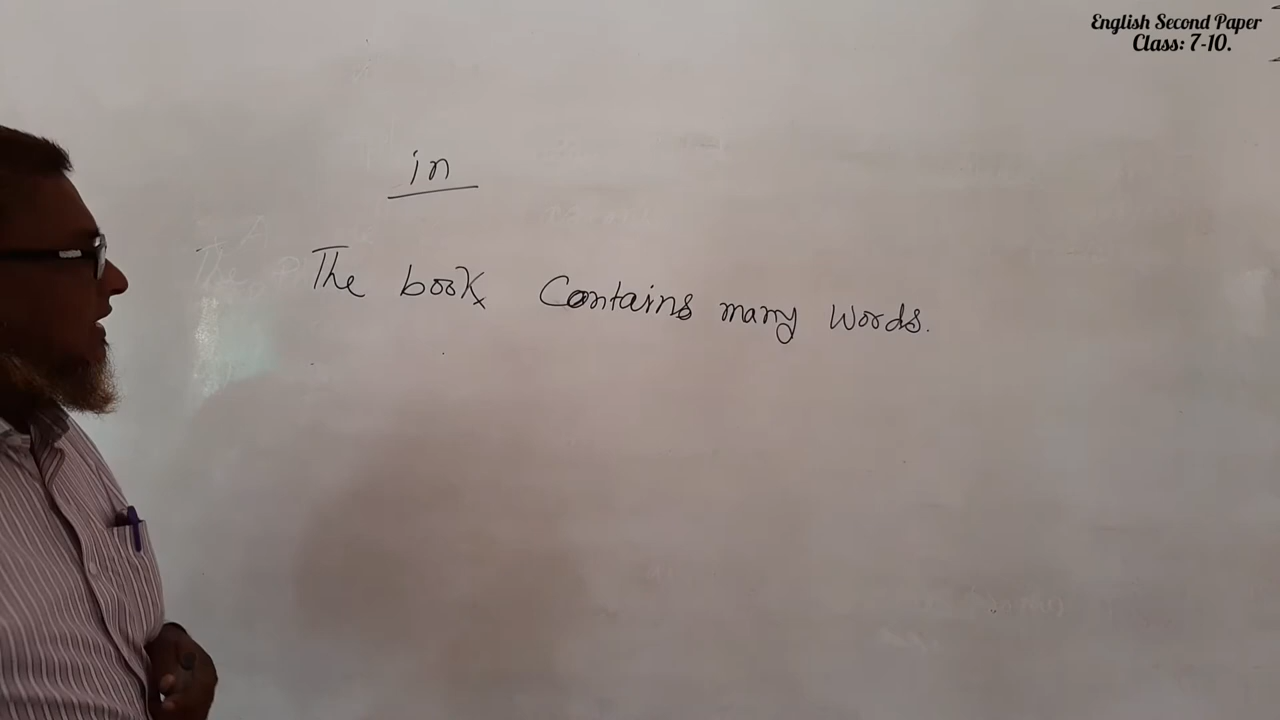 English Second Paper
Class: 7-10.
in
The book Contains many words.